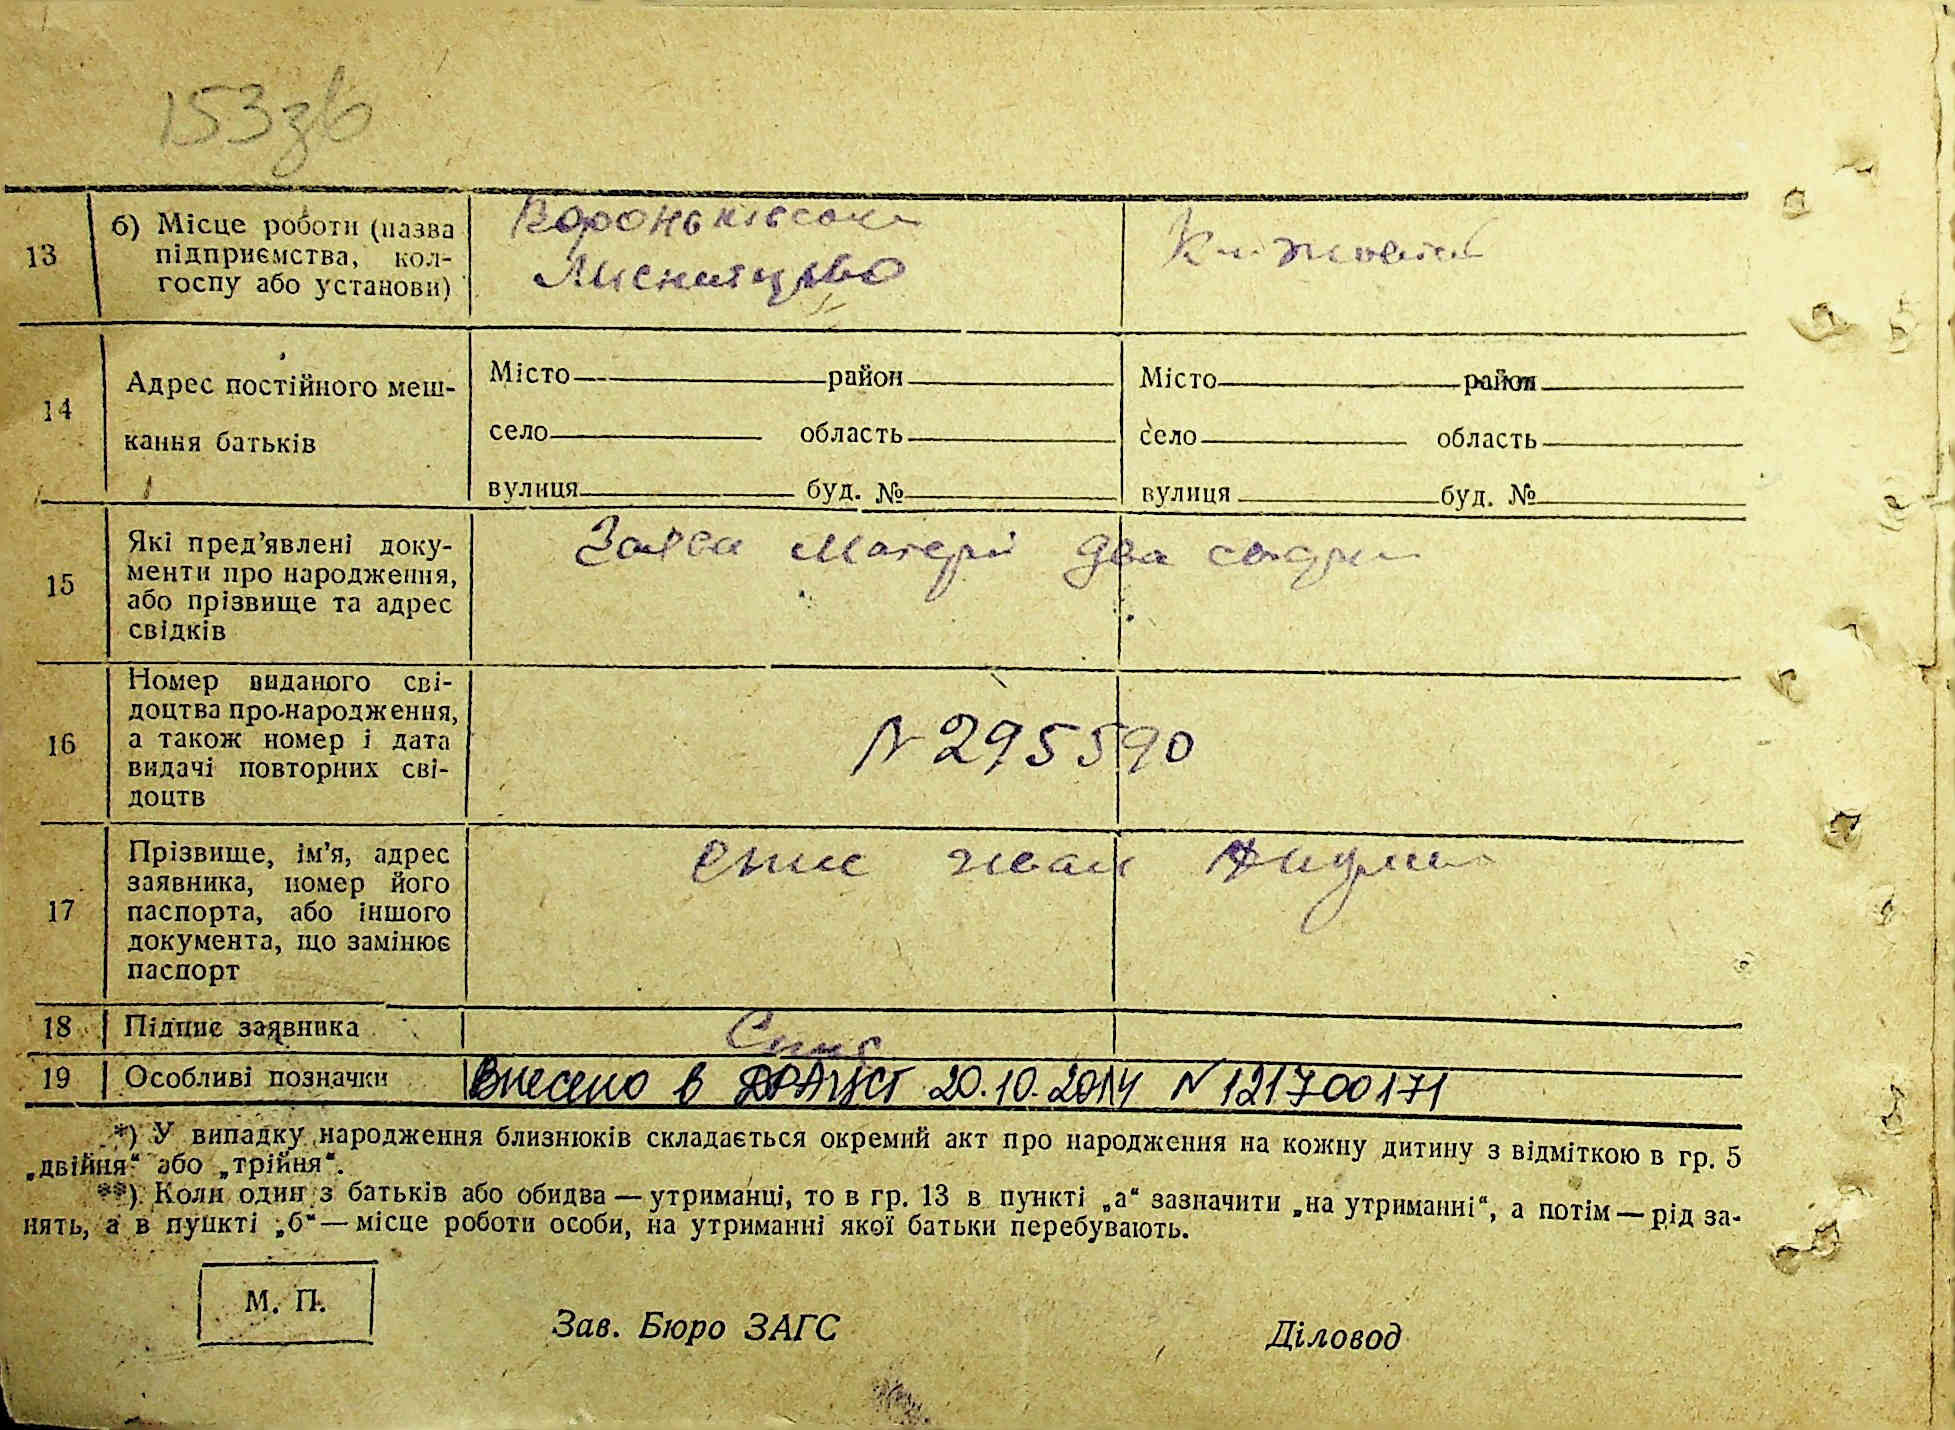 153зв
13 б) Місце роботи (назва
підприємства, кол-
госпу або установи)
Вороньківське
Лисництво
14 Адрес постійного меш-
кання батьків
Місто район Місто район
село область село область
вулиця буд. № вулиця буд. №
15 Які пред'явлені доку-
менти про народження,
або прізвище та адрес
свідків
Заява Матері два
16 Номер виданого сві-
доцтва про народження,
а також номер і дата
видачі повторних сві-
доцтв
N 295590
17 Прізвище, ім'я, адрес
заявника, номер його
паспорта, або іншого
документа, що замінює
паспорт
18 Підпис заявника
19 Особливі позначки Внесено в ДРАЦСГ 20.10.2014 N 121700171
*) У випадку народження близнюків складається окремий акт про народження на кожну дитину з відміткою в гр. 5
„двійня“ або „трійня“.
**) Коли один з батьків або обидва — утриманці, то в гр. 13 в пункті „а“ зазначити „на утриманні“, а потім — рід за-
нять, а в пункті „б“ — місце роботи особи, на утриманні якої батьки перебувають.
М. П.
Зав. Бюро ЗАГС Діловод